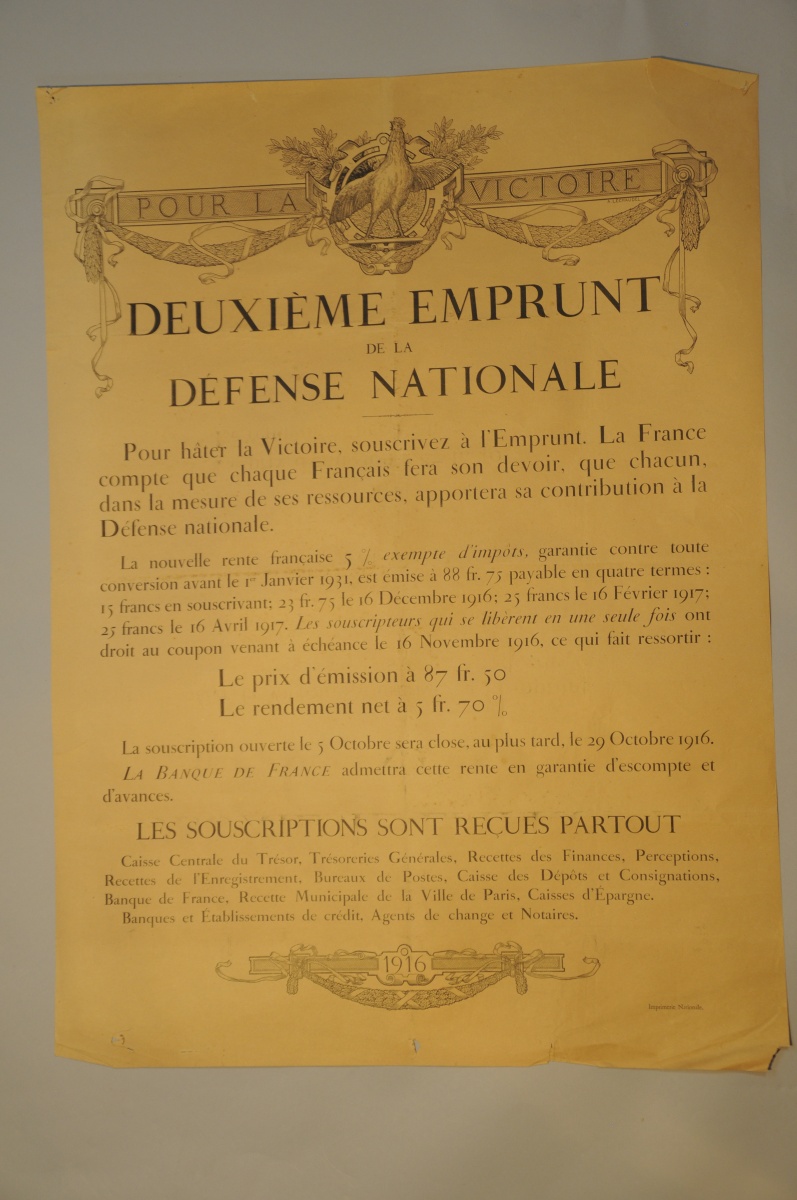 POUR LA VICTOIRE
DEUXIÈME EMPRUNT
DE LA
DÉFENSE NATIONALE
Pour hâter la Victoire, souscrivez à l'Emprunt. La France
compte que chaque Français fera son devoir, que chacun,
dans la mesure de ses ressources, apportera sa contribution à la
Défense nationale.
La nouvelle rente française 5 % exempte d'impôts, garantie contre toute
conversion avant le 1er Janvier 1931, est émise à 88 fr. 75 payable en quatre termes :
15 francs en souscrivant; 23 fr. 75 le 16 Décembre 1916; 25 francs le 16 Février 1917;
25 francs le 16 Avril 1917. Les souscripteurs qui se libèrent en une seule fois ont
droit au coupon venant à échéance le 16 Novembre 1916, ce qui fait ressortir :
Le prix d'émission à 87 fr. 50
Le rendement net à 5 fr. 70 %
La souscription ouverte le 5 Octobre sera close, au plus tard, le 29 Octobre 1916.
LA BANQUE DE FRANCE admettra cette rente en garantie d'escompte et
d'avances.
LES SOUSCRIPTIONS SONT REÇUES PARTOUT
Caisse Centrale du Trésor, Trésoreries Générales, Recettes des Finances, Perceptions,
Recettes de l'Enregistrement, Bureaux de Postes, Caisse des Dépôts et Consignations,
Banque de France, Recette Municipale de la Ville de Paris, Caisses d'Épargne,
Banques et Établissements de crédit, Agents de change et Notaires.
1916
Imprimerie Nationale.